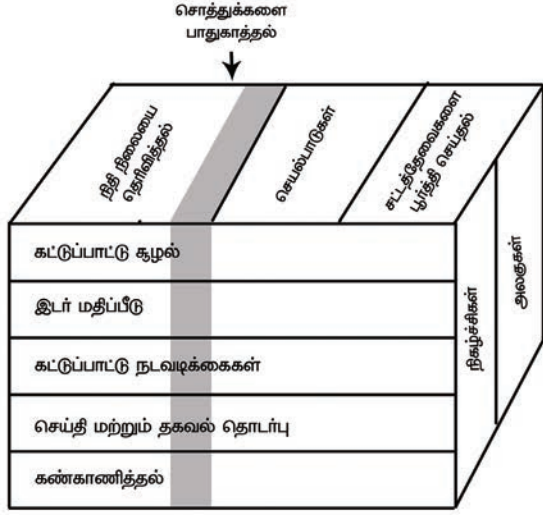 சொத்துக்களை
பாதுகாத்தல்
நிதி நிலையை
தெரிவித்தல்
செயல்பாடுகள்
சட்டத்தேவைகளை
பூர்த்தி செய்தல்
கட்டுப்பாட்டு சூழல்
இடர் மதிப்பீடு
கட்டுப்பாட்டு நடவடிக்கைகள்
செய்தி மற்றும் தகவல் தொடர்பு
கண்காணித்தல்
நிகழ்ச்சிகள்
அலகுகள்